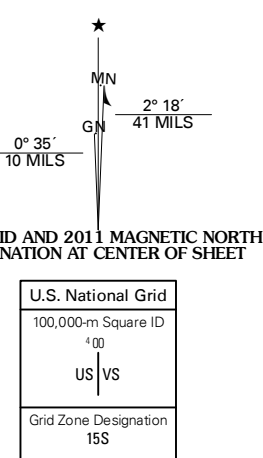 ★
MN
GN
2° 18´
41 MILS
0° 35´
10 MILS
ID AND 2011 MAGNETIC NORTH
NATION AT CENTER OF SHEET
U.S. National Grid
100,000-m Square ID
⁴00
US VS
Grid Zone Designation
15S